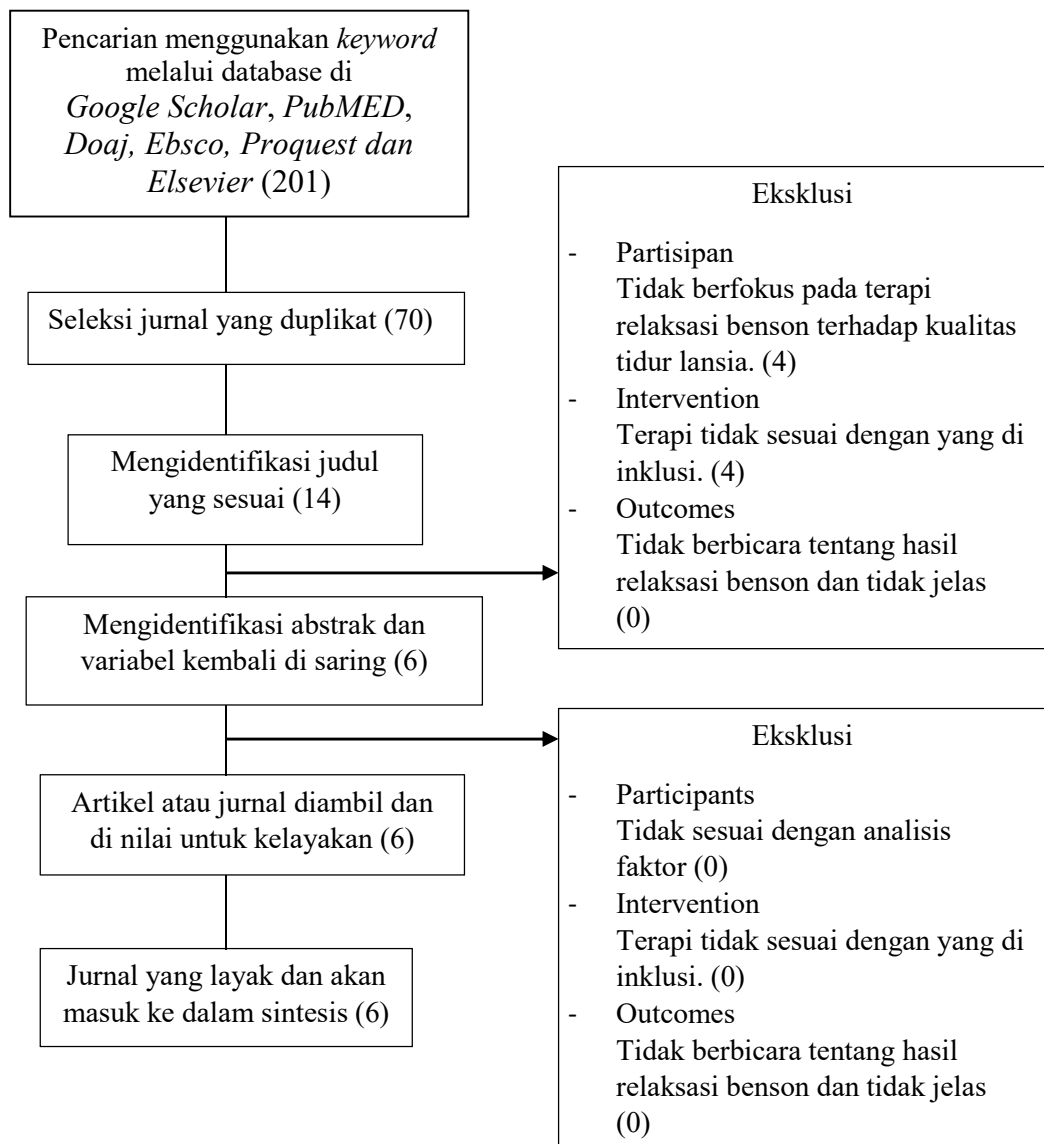 Pencarian menggunakan keyword
melalui database di
Google Scholar, PubMED,
Doaj, Ebsco, Proquest dan
Elsevier (201)
Seleksi jurnal yang duplikat (70)
Mengidentifikasi judul
yang sesuai (14)
Eksklusi
- Partisipan
Tidak berfokus pada terapi
relaksasi benson terhadap kualitas
tidur lansia. (4)
- Intervention
Terapi tidak sesuai dengan yang di
inklusi. (4)
- Outcomes
Tidak berbicara tentang hasil
relaksasi benson dan tidak jelas
(0)
Mengidentifikasi abstrak dan
variabel kembali di saring (6)
Artikel atau jurnal diambil dan
di nilai untuk kelayakan (6)
Eksklusi
- Participants
Tidak sesuai dengan analisis
faktor (0)
- Intervention
Terapi tidak sesuai dengan yang di
inklusi. (0)
- Outcomes
Tidak berbicara tentang hasil
relaksasi benson dan tidak jelas
(0)
Jurnal yang layak dan akan
masuk ke dalam sintesis (6)